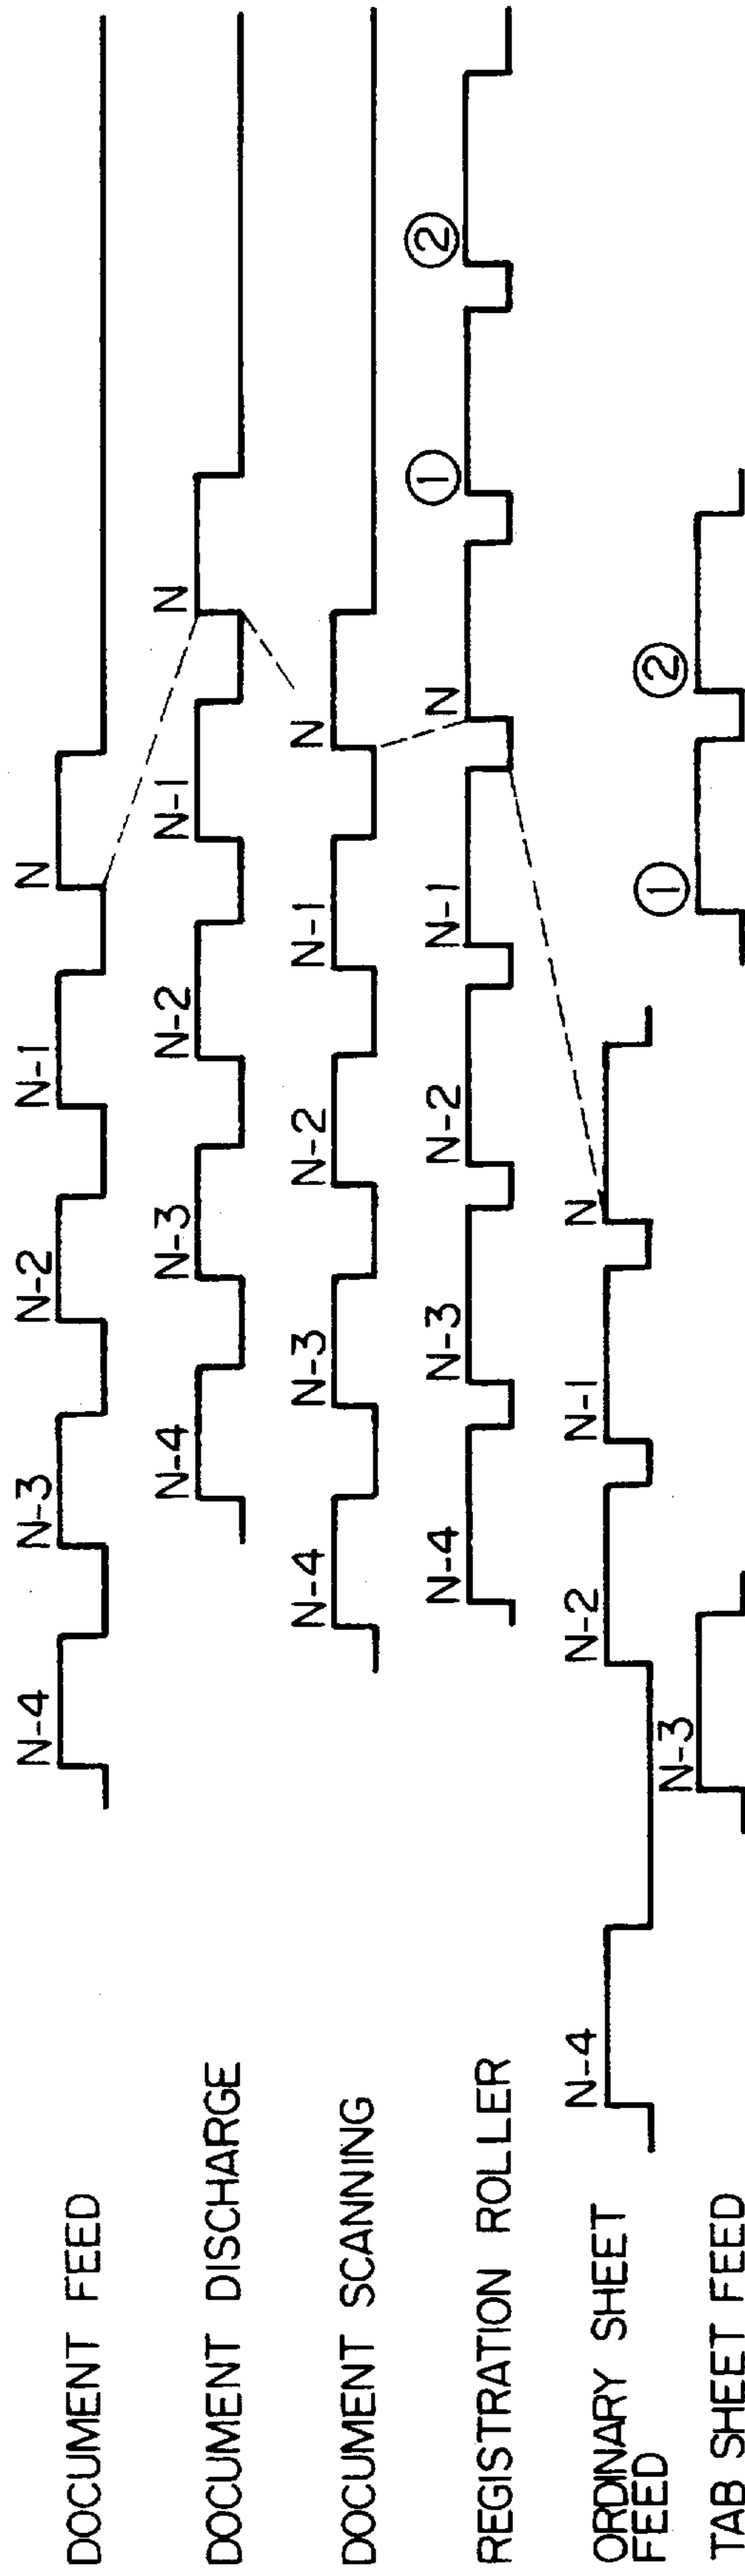 DOCUMENT FEED
N-4 N-3 N-2 N-1 N
DOCUMENT DISCHARGE
N-4 N-3 N-2 N-1 N
DOCUMENT SCANNING
N-4 N-3 N-2 N-1 N
REGISTRATION ROLLER
N-4 N-3 N-2 N-1 N ① ②
ORDINARY SHEET
FEED
N-4 N-2 N-1 N
TAB SHEET FEED
N-3 ① ②